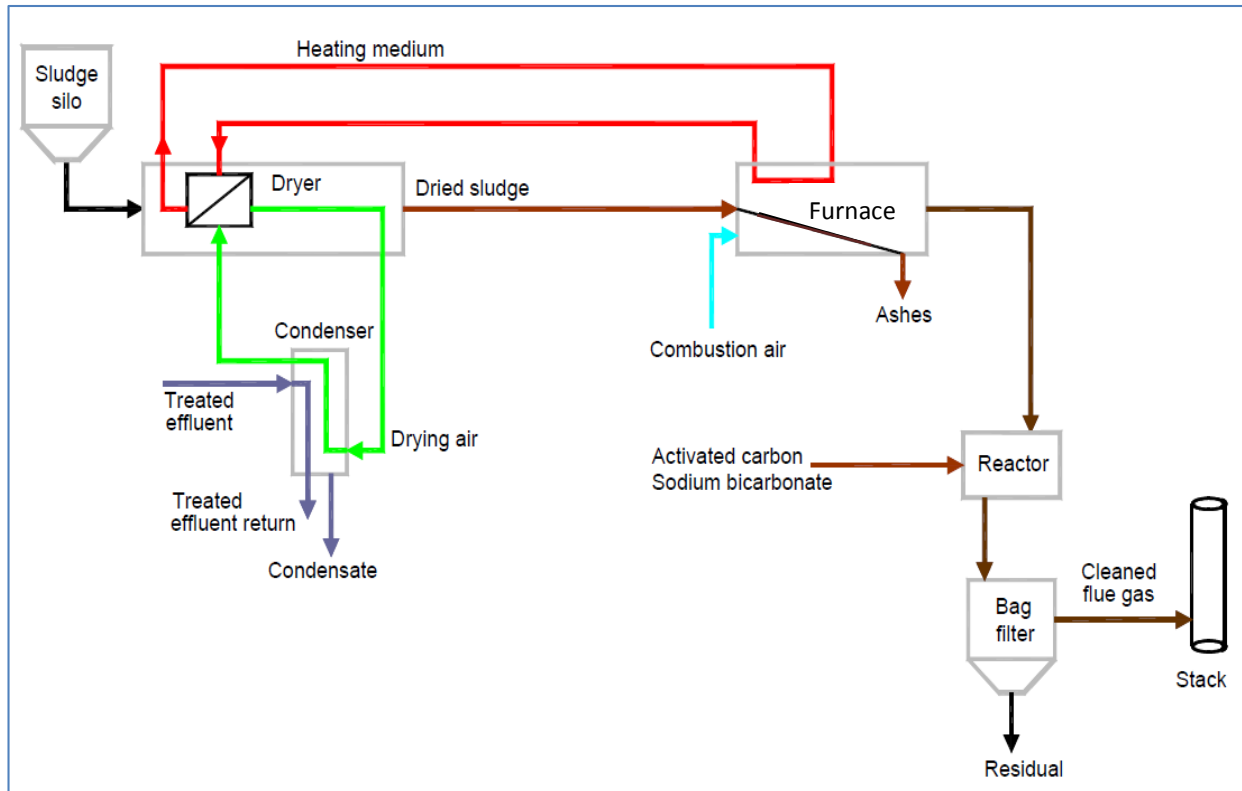 Heating medium
Sludge
silo
Dryer
Dried sludge
Furnace
Ashes
Condenser
Combustion air
Treated
effluent
Drying air
Activated carbon
Sodium bicarbonate
Reactor
Treated
effluent return
Condensate
Cleaned
flue gas
Bag
filter
Stack
Residual